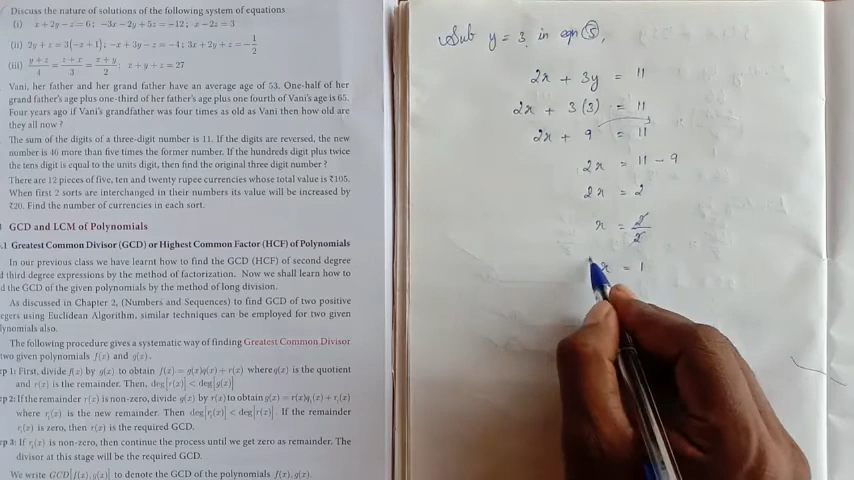 Discuss the nature of solutions of the following system of equations
(i) x + 2y − z = 6 ; −3x − 2y + 5z = −12 ; x − 2z = 3
(ii) 2y + z = 3(−x + 1) ; −x + 3y − z = −4 ; 3x + 2y + z = −1/2
(iii) (y + z)/4 = (z + x)/3 = (x + y)/2 ; x + y + z = 27
Vani, her father and her grand father have an average age of 53. One-half of her
grand father's age plus one-third of her father's age plus one fourth of Vani's age is 65.
Four years ago if Vani's grandfather was four times as old as Vani then how old are
they all now ?
The sum of the digits of a three-digit number is 11. If the digits are reversed, the new
number is 46 more than five times the former number. If the hundreds digit plus twice
the tens digit is equal to the units digit, then find the original three digit number ?
There are 12 pieces of five, ten and twenty rupee currencies whose total value is ₹105.
When first 2 sorts are interchanged in their numbers its value will be increased by
₹20. Find the number of currencies in each sort.
GCD and LCM of Polynomials
.1 Greatest Common Divisor (GCD) or Highest Common Factor (HCF) of Polynomials
In our previous class we have learnt how to find the GCD (HCF) of second degree
d third degree expressions by the method of factorization. Now we shall learn how to
d the GCD of the given polynomials by the method of long division.
As discussed in Chapter 2, (Numbers and Sequences) to find GCD of two positive
egers using Euclidean Algorithm, similar techniques can be employed for two given
lynomials also.
The following procedure gives a systematic way of finding Greatest Common Divisor
two given polynomials f(x) and g(x).
ep 1: First, divide f(x) by g(x) to obtain f(x) = g(x)q(x) + r(x) where q(x) is the quotient
and r(x) is the remainder. Then, deg[r(x)] < deg[g(x)]
ep 2: If the remainder r(x) is non-zero, divide g(x) by r(x) to obtain g(x) = r(x)q₁(x) + r₁(x)
where r₁(x) is the new remainder. Then deg[r₁(x)] < deg[r(x)]. If the remainder
r₁(x) is zero, then r(x) is the required GCD.
ep 3: If r₁(x) is non-zero, then continue the process until we get zero as remainder. The
divisor at this stage will be the required GCD.
We write GCD[f(x), g(x)] to denote the GCD of the polynomials f(x), g(x).
Sub y = 3 in eqn ⑤,
2x + 3y = 11
2x + 3(3) = 11
2x + 9 = 11
2x = 11 - 9
2x = 2
x = 2/2
x = 1